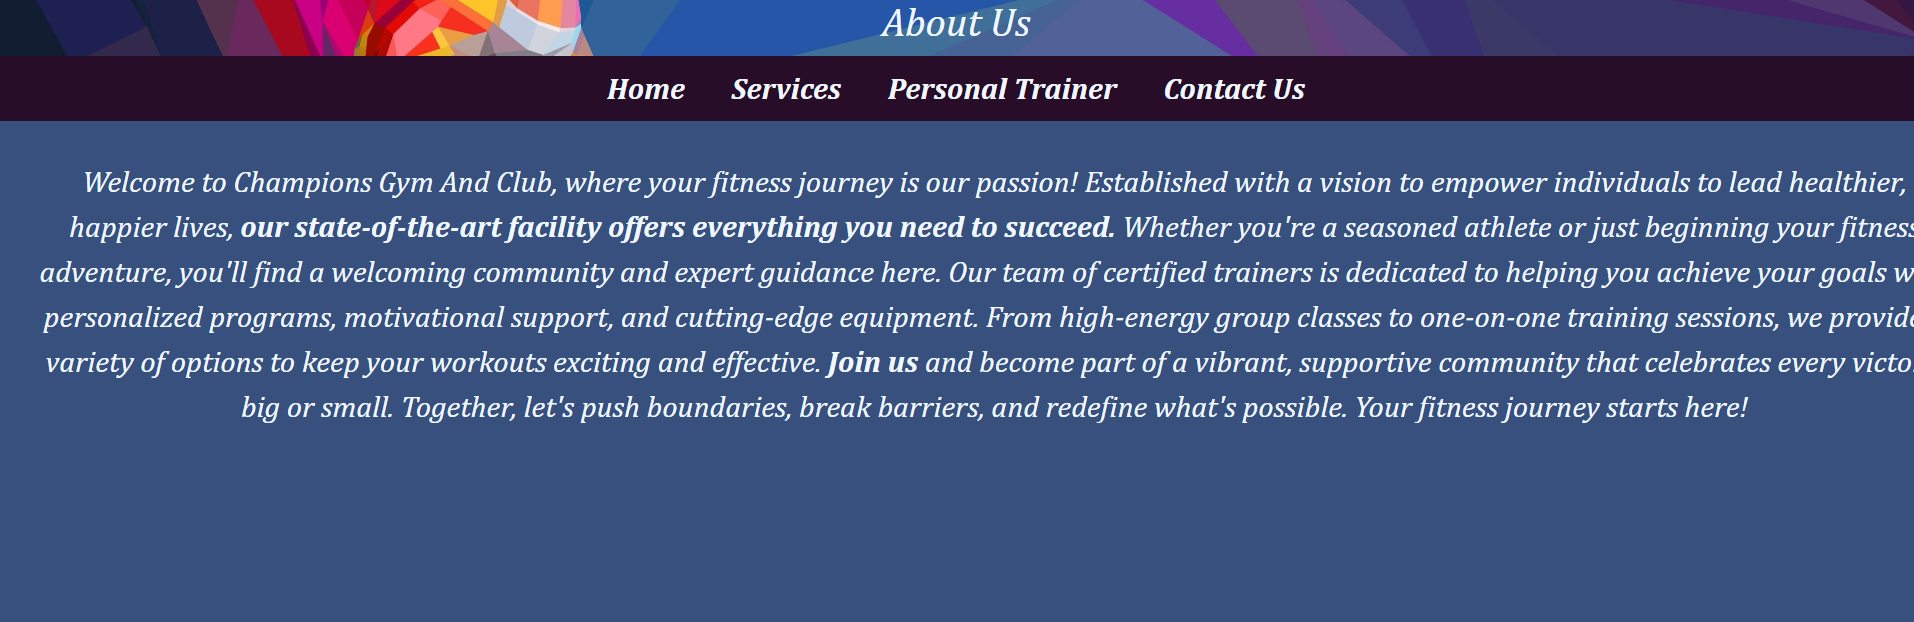 About Us
Home Services Personal Trainer Contact Us
Welcome to Champions Gym And Club, where your fitness journey is our passion! Established with a vision to empower individuals to lead healthier,
happier lives, our state-of-the-art facility offers everything you need to succeed. Whether you're a seasoned athlete or just beginning your fitness
adventure, you'll find a welcoming community and expert guidance here. Our team of certified trainers is dedicated to helping you achieve your goals
personalized programs, motivational support, and cutting-edge equipment. From high-energy group classes to one-on-one training sessions, we
variety of options to keep your workouts exciting and effective. Join us and become part of a vibrant, supportive community that celebrates every
big or small. Together, let's push boundaries, break barriers, and redefine what's possible. Your fitness journey starts here!